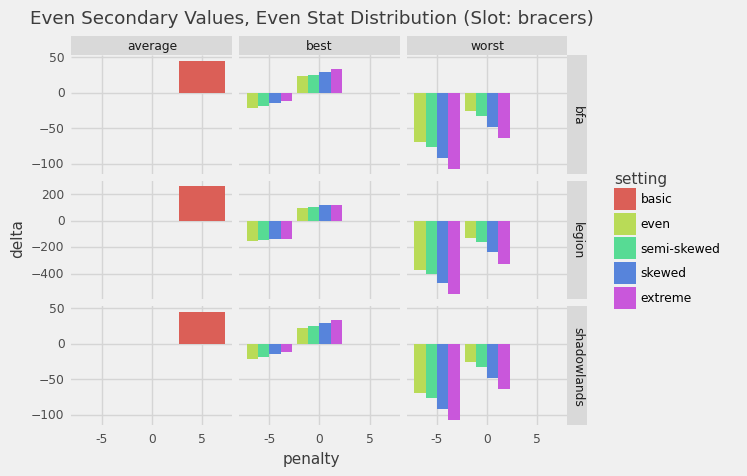 Even Secondary Values, Even Stat Distribution (Slot: bracers)
average best worst
50
0
−50
−100
bfa
200
0
−200
−400
legion
50
0
−50
−100
shadowlands
-5 0 5 -5 0 5 -5 0 5
penalty
delta
setting
basic
even
semi-skewed
skewed
extreme